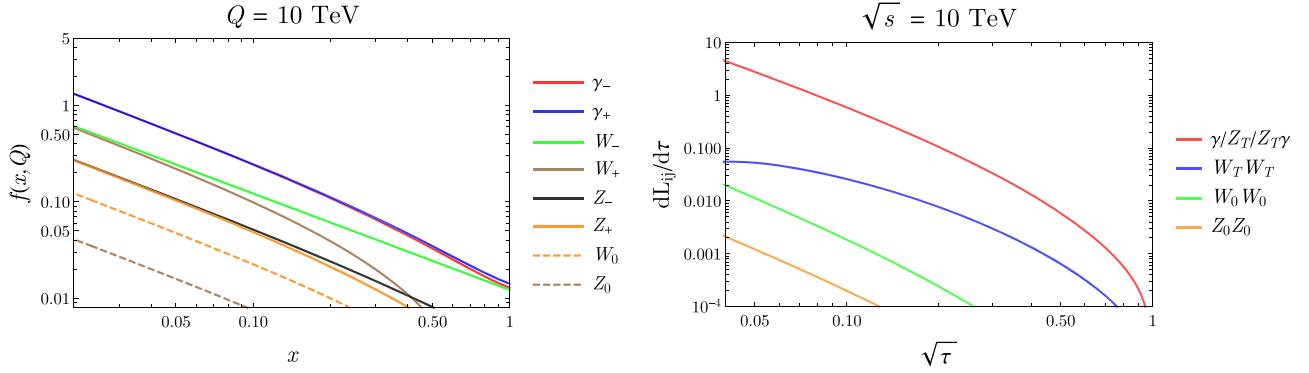 Q = 10 TeV
f(x,Q)
5
1
0.50
0.10
0.05
0.01
0.05
0.10
0.50
1
x
γ−
γ+
W−
W+
Z−
Z+
W0
Z0
√s = 10 TeV
dLij/dτ
10
1
0.100
0.010
0.001
10−4
0.05
0.10
0.50
1
√τ
γ/ZT/ZTγ
WTWT
W0W0
Z0Z0